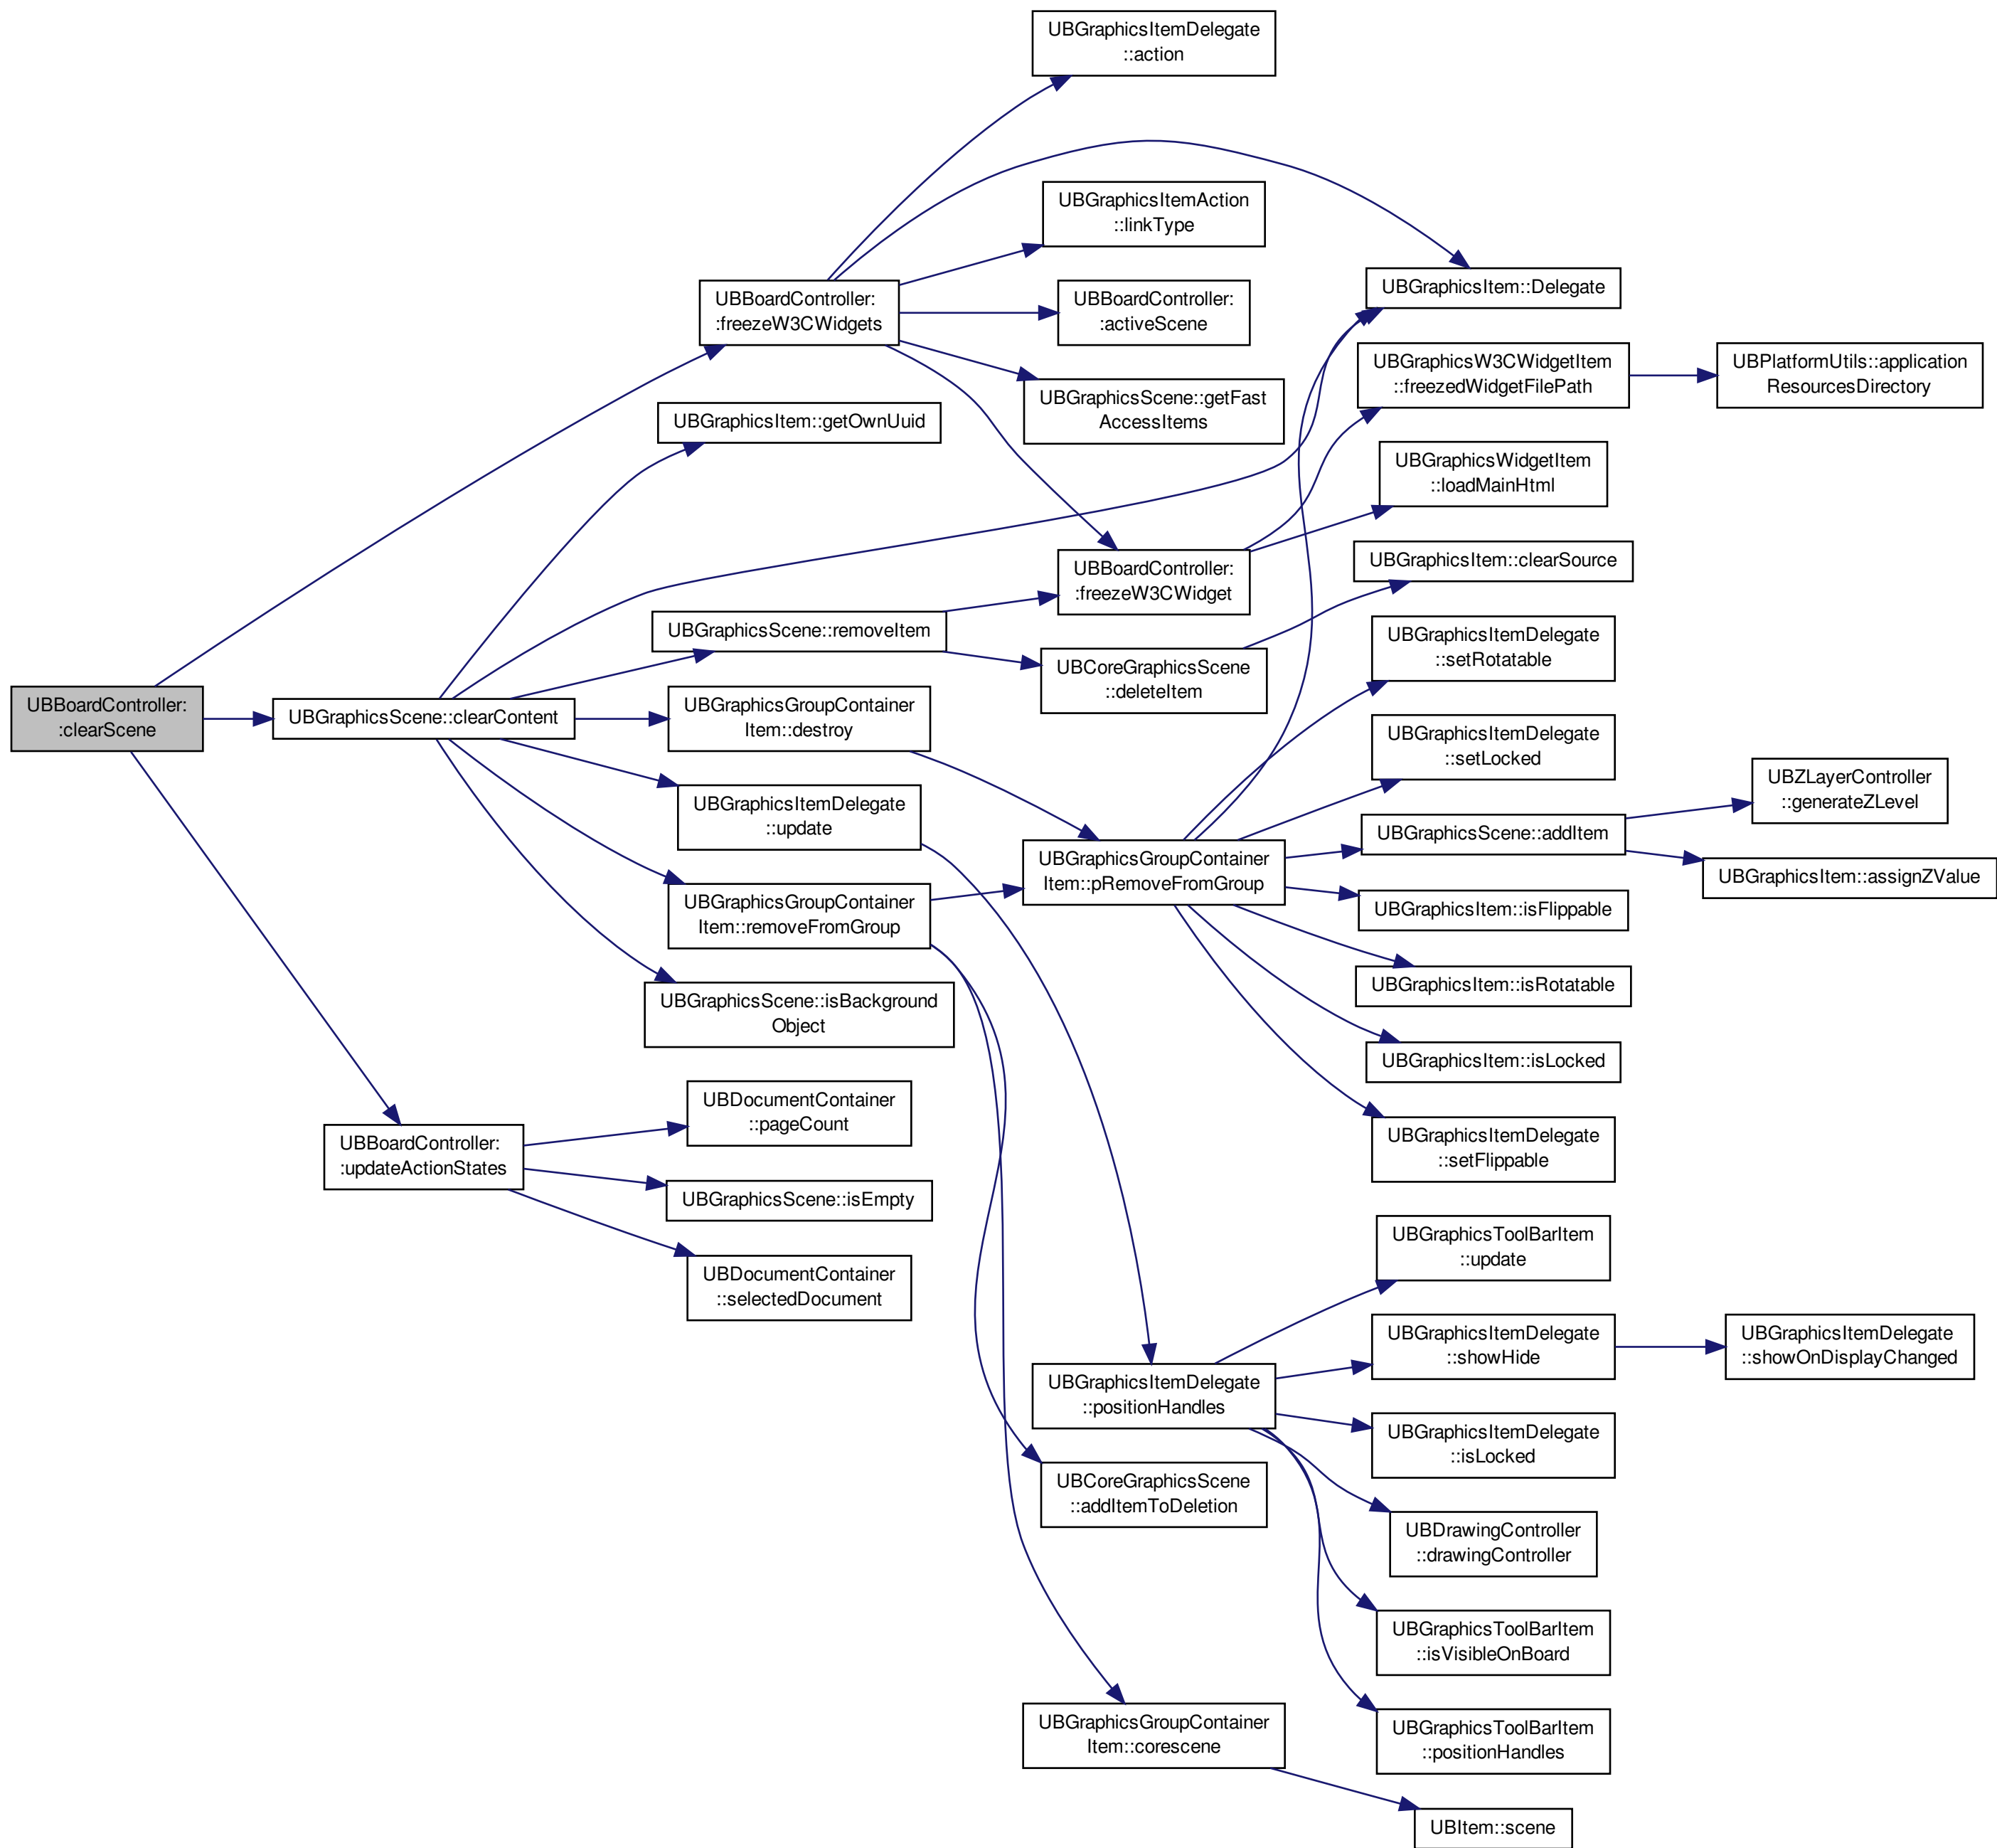 UBGraphicsItemDelegate
::action
UBGraphicsItemAction
::linkType
UBGraphicsItem::Delegate
UBBoardController:
:freezeW3CWidgets
UBBoardController:
:activeScene
UBGraphicsW3CWidgetItem
::freezedWidgetFilePath
UBPlatformUtils::application
ResourcesDirectory
UBGraphicsScene::getFast
AccessItems
UBGraphicsItem::getOwnUuid
UBGraphicsWidgetItem
::loadMainHtml
UBGraphicsItem::clearSource
UBBoardController:
:freezeW3CWidget
UBGraphicsScene::removeItem
UBGraphicsItemDelegate
::setRotatable
UBCoreGraphicsScene
::deleteItem
UBBoardController:
:clearScene
UBGraphicsScene::clearContent
UBGraphicsGroupContainer
Item::destroy
UBGraphicsItemDelegate
::setLocked
UBZLayerController
::generateZLevel
UBGraphicsItemDelegate
::update
UBGraphicsScene::addItem
UBGraphicsGroupContainer
Item::pRemoveFromGroup
UBGraphicsItem::assignZValue
UBGraphicsGroupContainer
Item::removeFromGroup
UBGraphicsItem::isFlippable
UBGraphicsItem::isRotatable
UBGraphicsScene::isBackground
Object
UBGraphicsItem::isLocked
UBDocumentContainer
::pageCount
UBBoardController:
:updateActionStates
UBGraphicsItemDelegate
::setFlippable
UBGraphicsScene::isEmpty
UBGraphicsToolBarItem
::update
UBDocumentContainer
::selectedDocument
UBGraphicsItemDelegate
::showHide
UBGraphicsItemDelegate
::showOnDisplayChanged
UBGraphicsItemDelegate
::positionHandles
UBGraphicsItemDelegate
::isLocked
UBCoreGraphicsScene
::addItemToDeletion
UBDrawingController
::drawingController
UBGraphicsToolBarItem
::isVisibleOnBoard
UBGraphicsGroupContainer
Item::corescene
UBGraphicsToolBarItem
::positionHandles
UBItem::scene